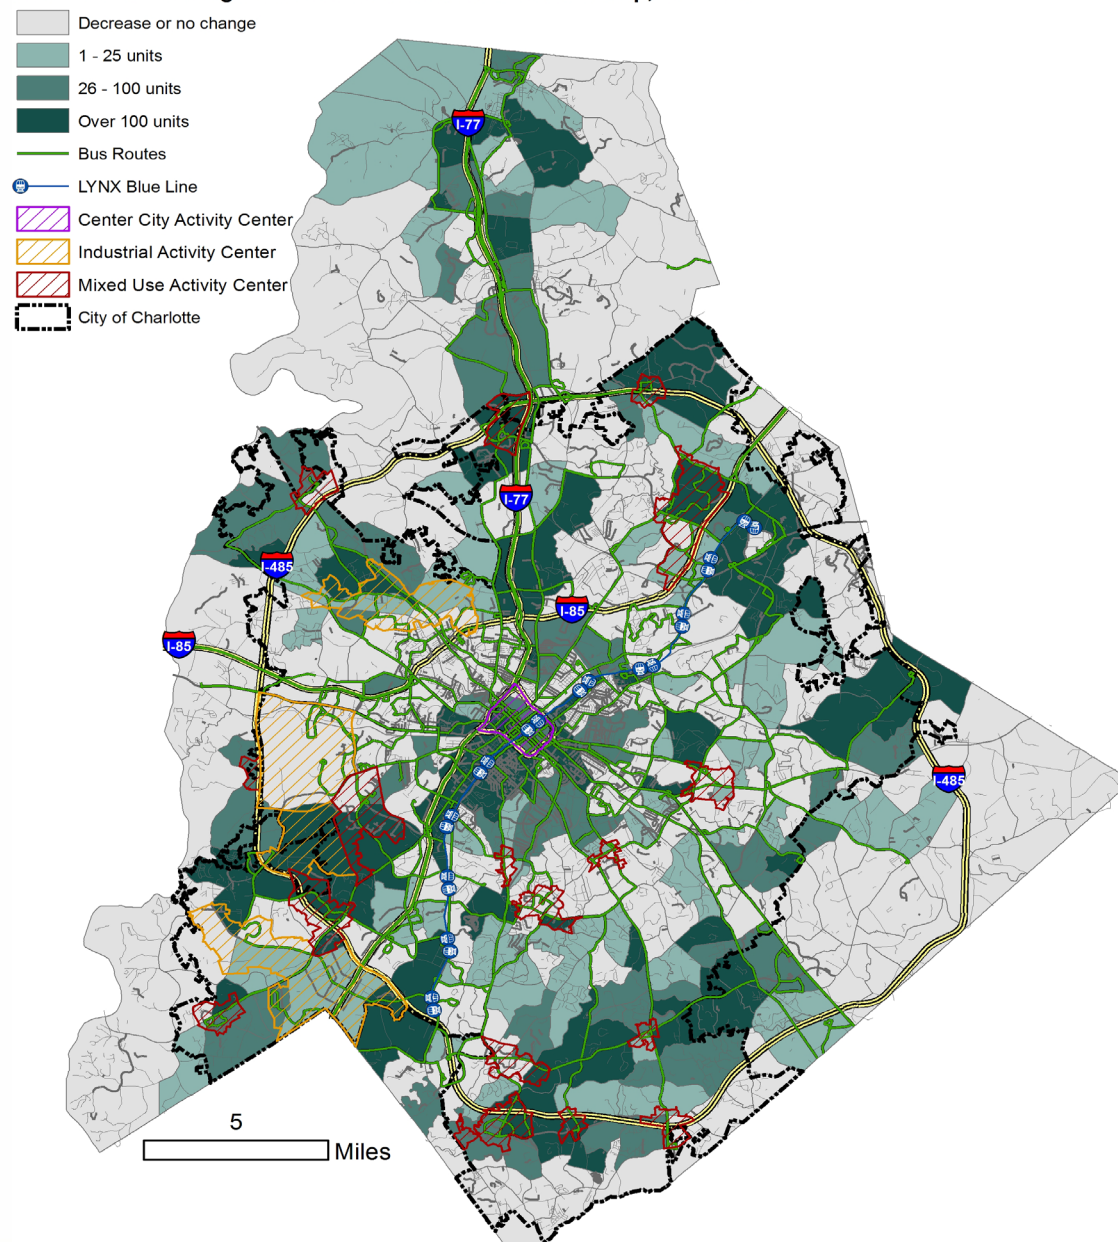 Decrease or no change
1 - 25 units
26 - 100 units
Over 100 units
Bus Routes
LYNX Blue Line
Center City Activity Center
Industrial Activity Center
Mixed Use Activity Center
City of Charlotte
I-77
I-77
I-485
I-85
I-85
I-485
5
Miles